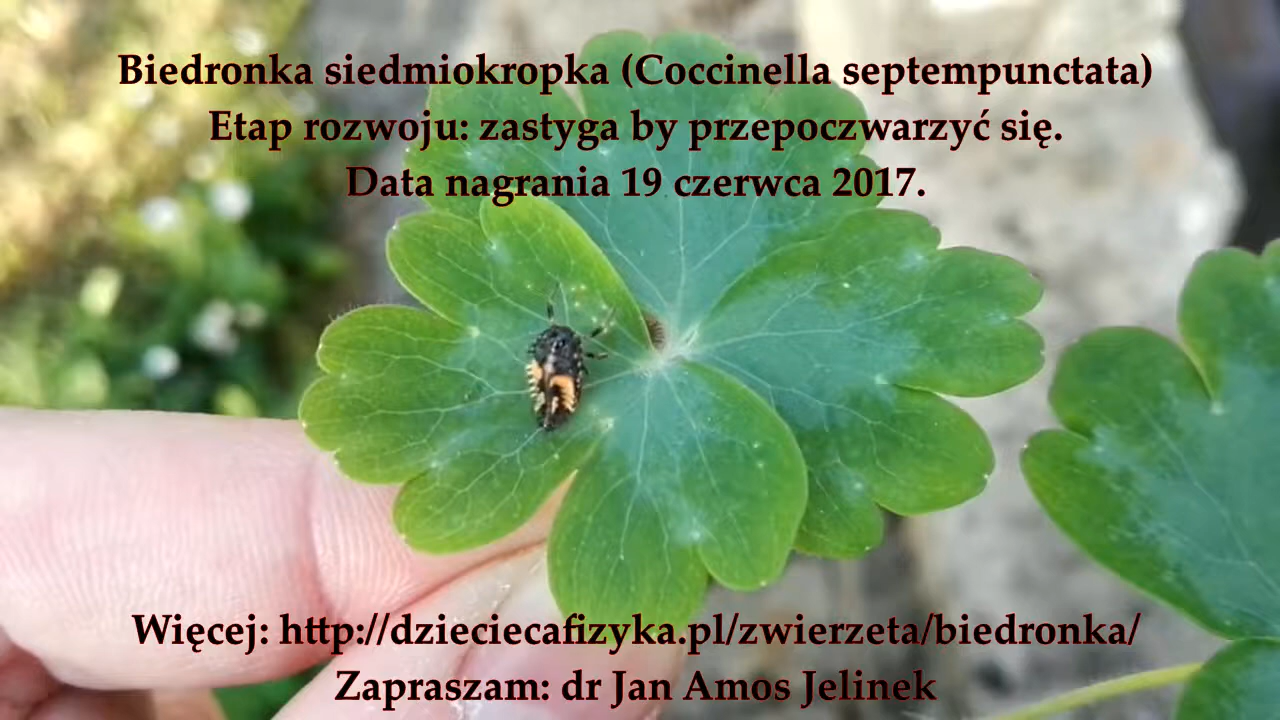 Biedronka siedmiokropka (Coccinella septempunctata)
Etap rozwoju: zastyga by przepoczwarzyć się.
Data nagrania 19 czerwca 2017.
Więcej: http://dzieciecafizyka.pl/zwierzeta/biedronka/
Zapraszam: dr Jan Amos Jelinek